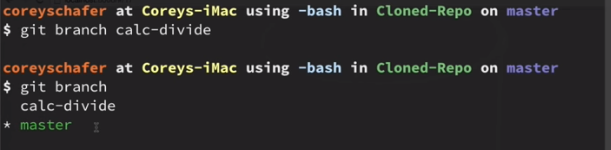 coreyschafer at Coreys-iMac using -bash in Cloned-Repo on master
$ git branch calc-divide
coreyschafer at Coreys-iMac using -bash in Cloned-Repo on master
$ git branch
  calc-divide
* master